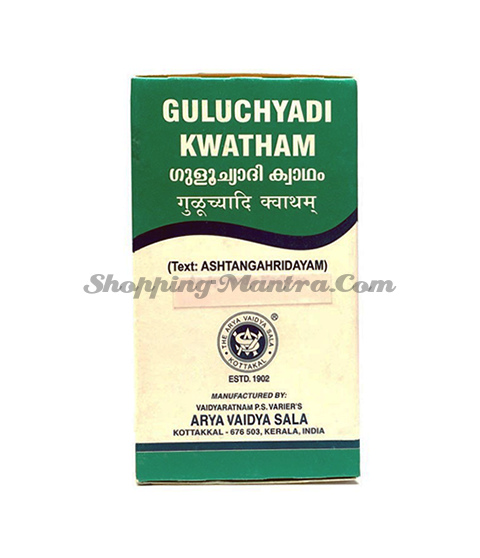 GULUCHYADI
KWATHAM
ഗുളൂച്യാദി ക്വാഥം
गुळूच्यादि क्वाथम्
(Text: ASHTANGAHRIDAYAM)
ShoppingMantra.Com
THE ARYA VAIDYA SALA
KOTTAKAL
®
ESTD. 1902
MANUFACTURED BY:
VAIDYARATNAM P.S. VARIER'S
ARYA VAIDYA SALA
KOTTAKKAL - 676 503, KERALA, INDIA